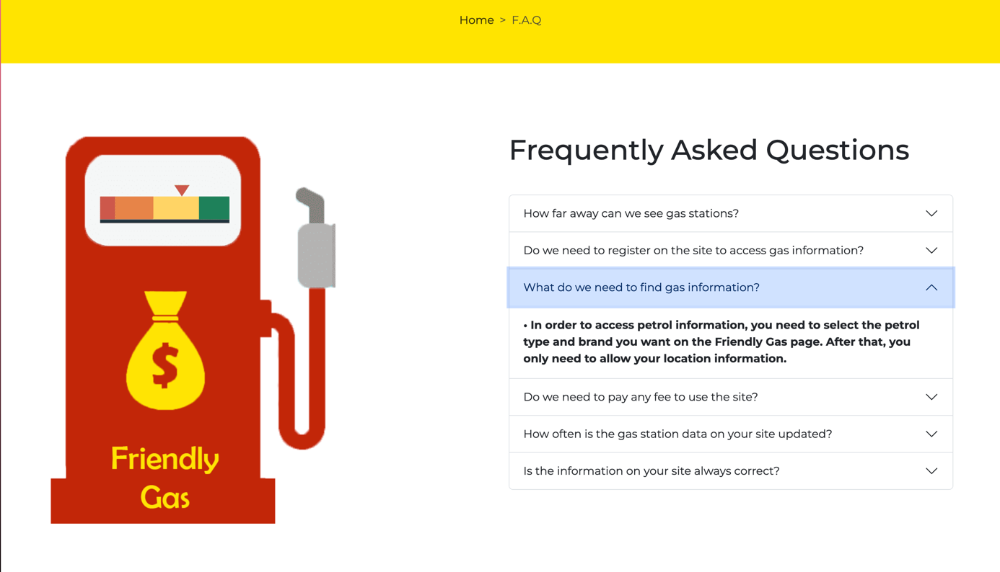 Home > F.A.Q
$
Friendly
Gas
Frequently Asked Questions
How far away can we see gas stations?
Do we need to register on the site to access gas information?
What do we need to find gas information?
• In order to access petrol information, you need to select the petrol
type and brand you want on the Friendly Gas page. After that, you
only need to allow your location information.
Do we need to pay any fee to use the site?
How often is the gas station data on your site updated?
Is the information on your site always correct?